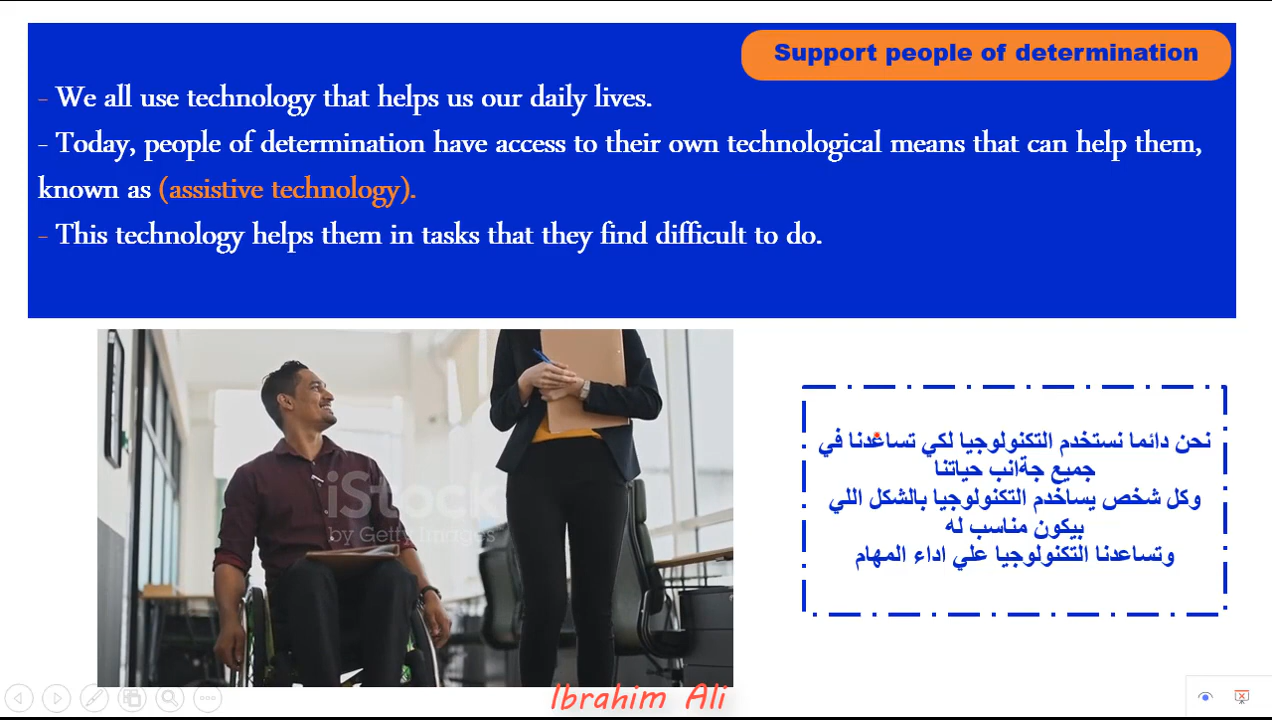 Support people of determination
- We all use technology that helps us our daily lives.
- Today, people of determination have access to their own technological means that can help them,
known as (assistive technology).
- This technology helps them in tasks that they find difficult to do.
iStock
by Getty Images
نحن دائما نستخدم التكنولوجيا لكي تساعدنا في
جميع جةانب حياتنا
وكل شخص يساخدم التكنولوجيا بالشكل اللي
بيكون مناسب له
وتساعدنا التكنولوجيا علي اداء المهام
Ibrahim Ali